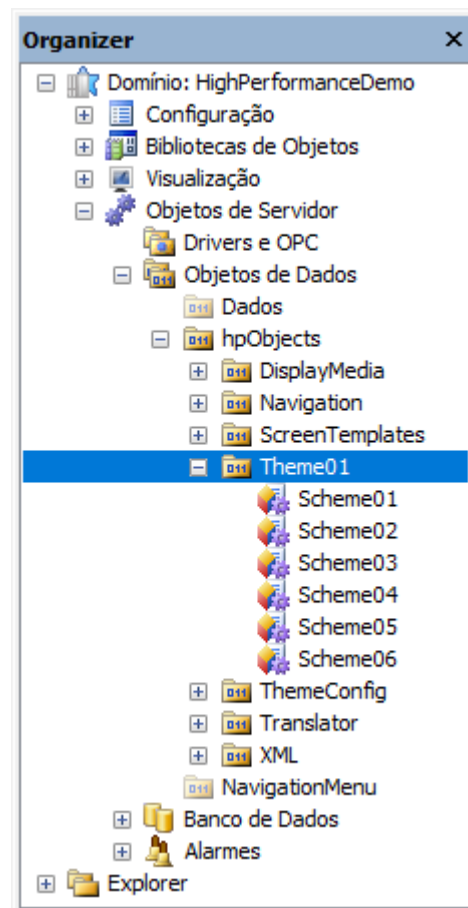 Organizer
Domínio: HighPerformanceDemo
Configuração
Bibliotecas de Objetos
Visualização
Objetos de Servidor
Drivers e OPC
Objetos de Dados
Dados
hpObjects
DisplayMedia
Navigation
ScreenTemplates
Theme01
Scheme01
Scheme02
Scheme03
Scheme04
Scheme05
Scheme06
ThemeConfig
Translator
XML
NavigationMenu
Banco de Dados
Alarmes
Explorer